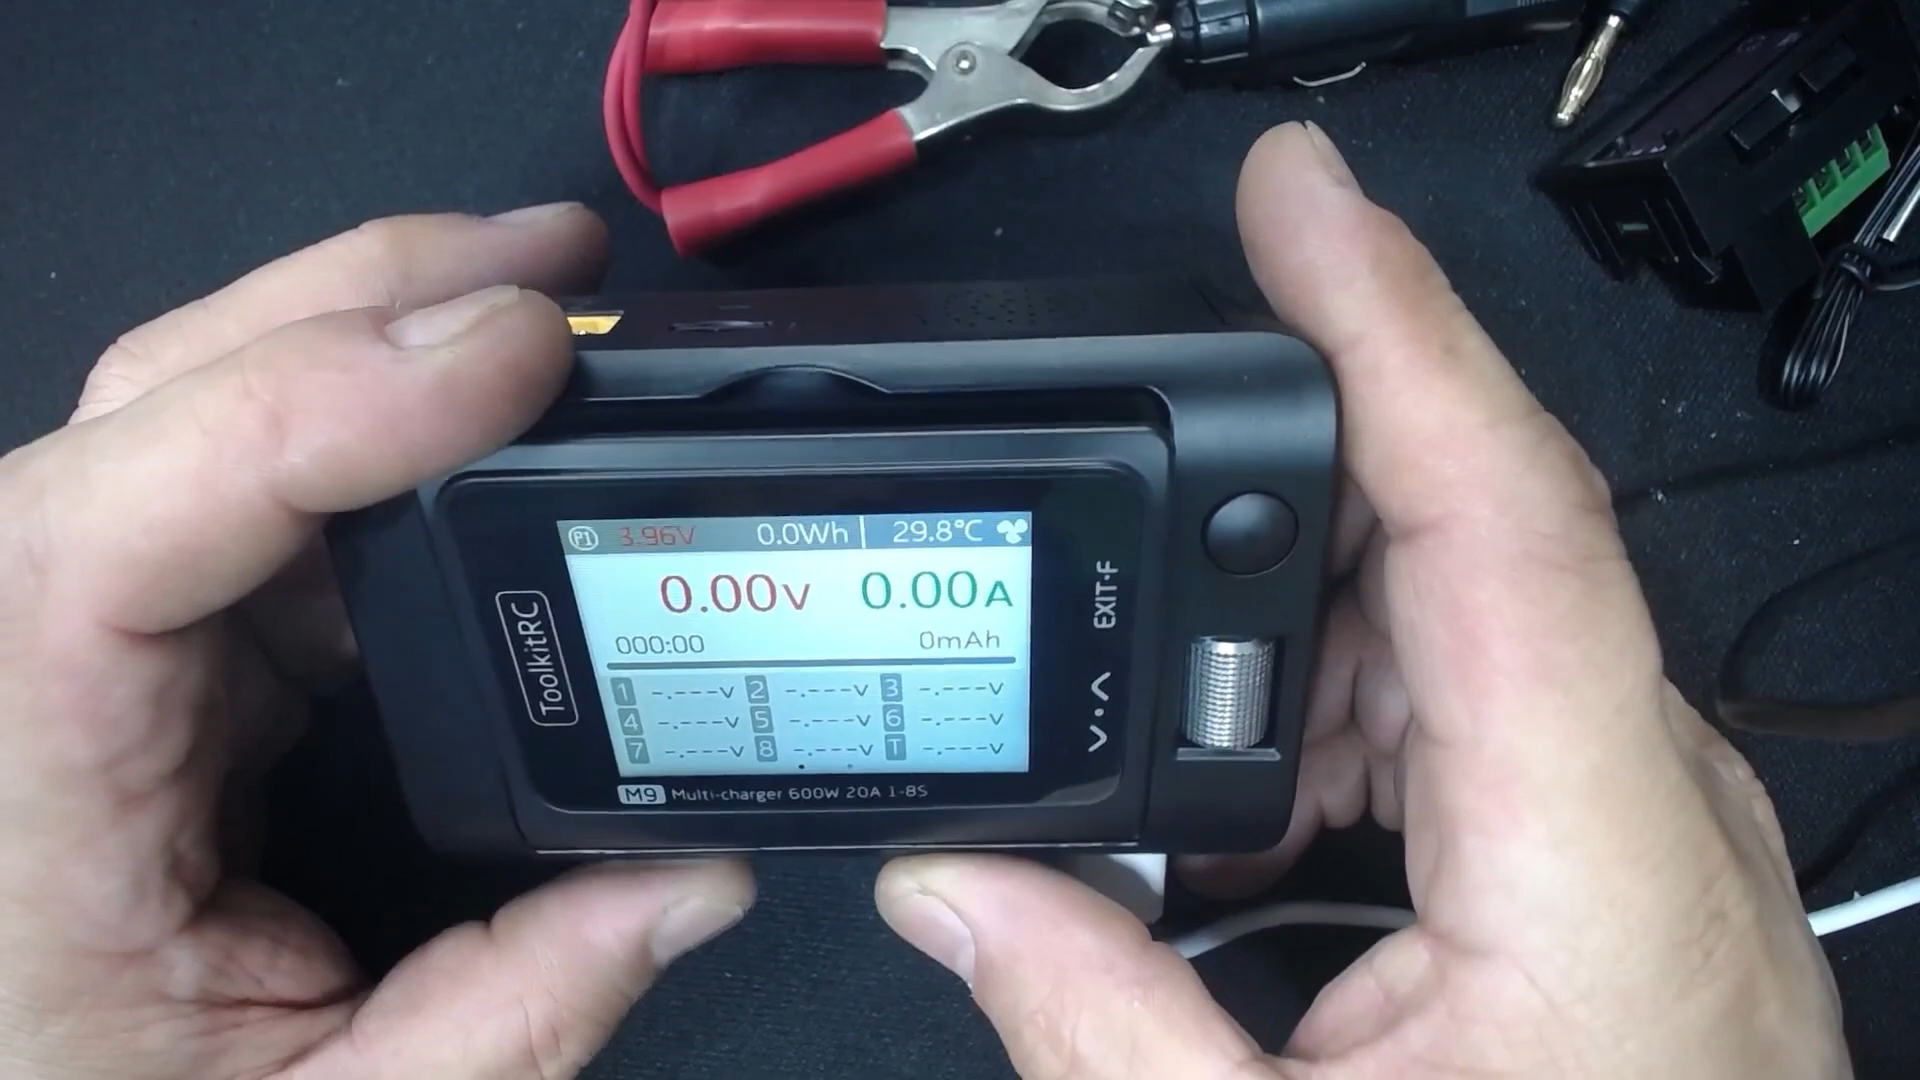 P1 3.96V 0.0Wh 29.8°C
0.00V 0.00A
000:00 0mAh
1 -.---V 2 -.---V 3 -.---V
4 -.---V 5 -.---V 6 -.---V
7 -.---V 8 -.---V T -.---V
M9 Multi-charger 600W 20A 1-8S
ToolkitRC
EXIT·F